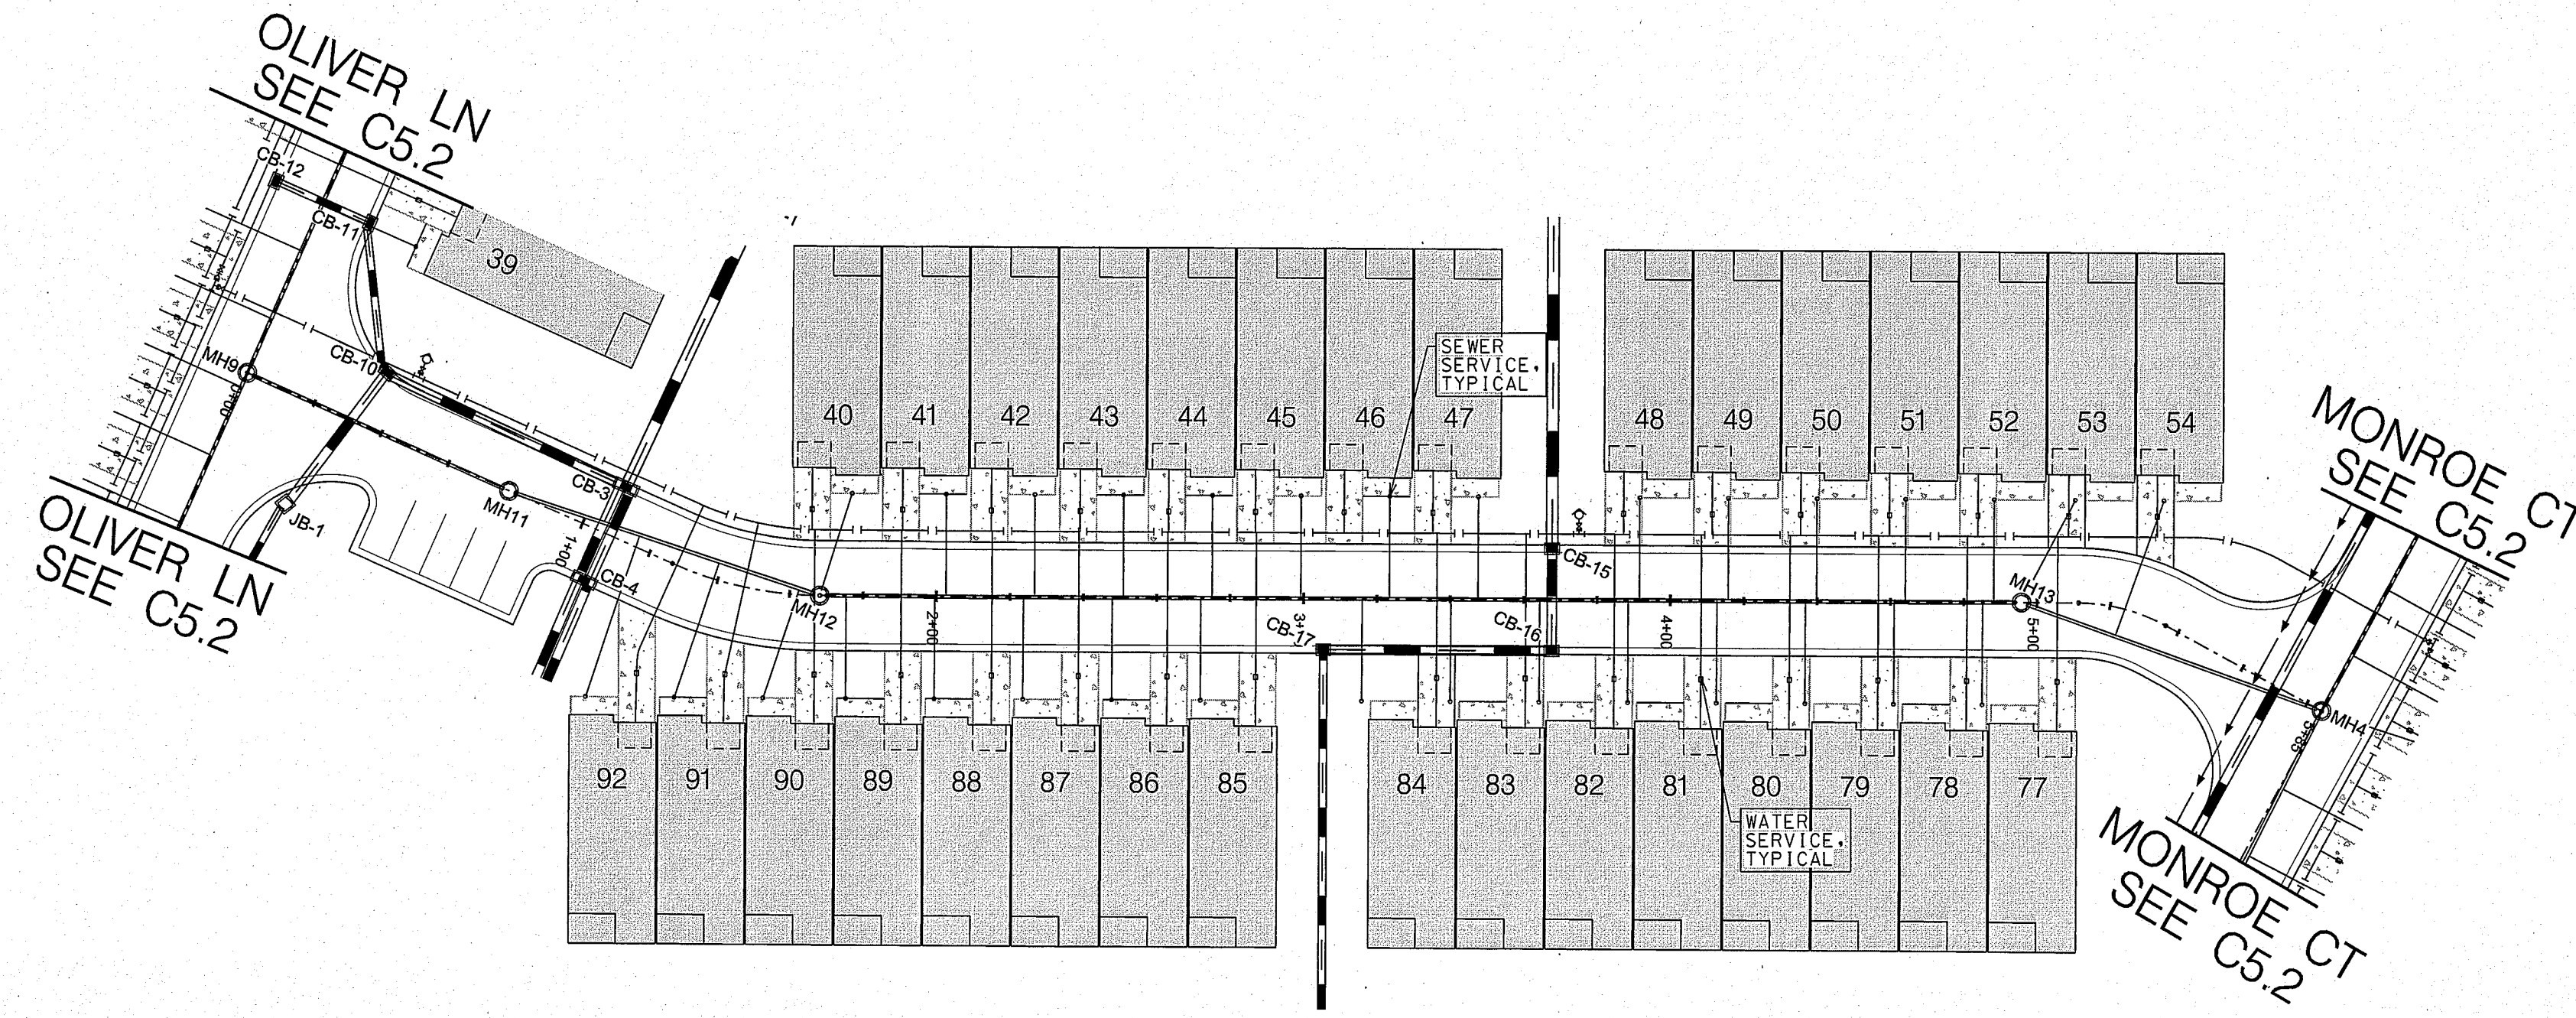 OLIVER LN
SEE C5.2
CB-12
CB-11
39
CB-10
MH9
0+00
MH11
CB-3
JB-1
1+00
CB-4
OLIVER LN
SEE C5.2
40 41 42 43 44 45 46 47
SEWER
SERVICE,
TYPICAL
48 49 50 51 52 53 54
MONROE CT
SEE C5.2
MH12
2+00
3+
CB-17
CB-16
CB-15
4+00
MH13
5+00
MH4
5+85
92 91 90 89 88 87 86 85
84 83 82 81 80 79 78 77
WATER
SERVICE,
TYPICAL
MONROE CT
SEE C5.2